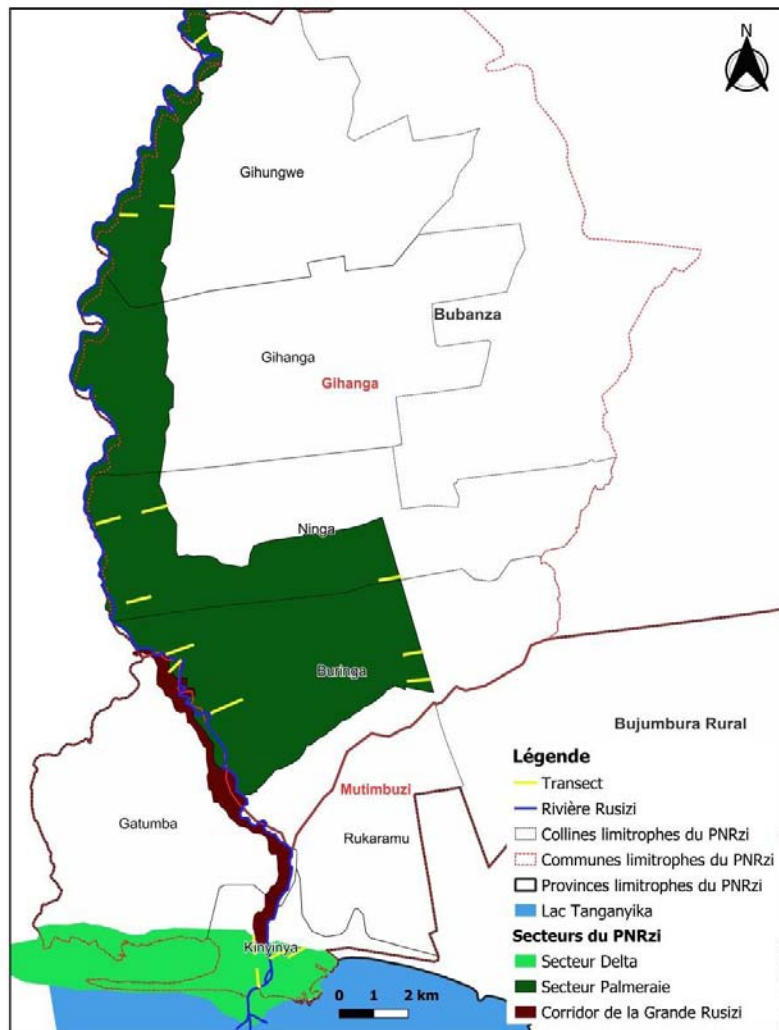 N
Gihungwe
Bubanza
Gihanga
Gihanga
Ninga
Buringa
Bujumbura Rural
Mutimbuzi
Gatumba
Rukaramu
Kinyinya
0 1 2 km
Légende
Transect
Rivière Rusizi
Collines limitrophes du PNRzi
Communes limitrophes du PNRzi
Provinces limitrophes du PNRzi
Lac Tanganyika
Secteurs du PNRzi
Secteur Delta
Secteur Palmeraie
Corridor de la Grande Rusizi